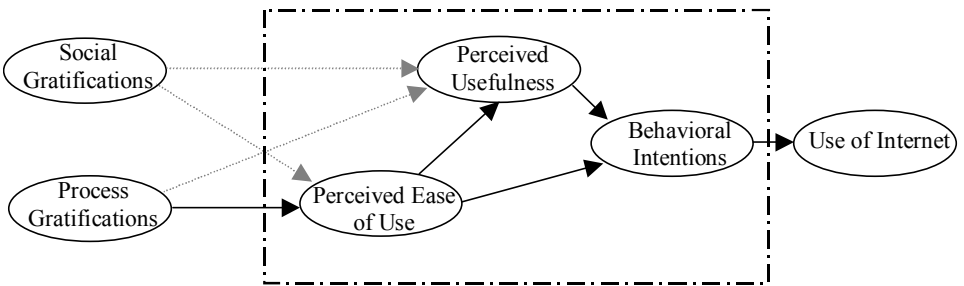 Social
Gratifications
Perceived
Usefulness
Behavioral
Intentions
Use of Internet
Process
Gratifications
Perceived Ease
of Use